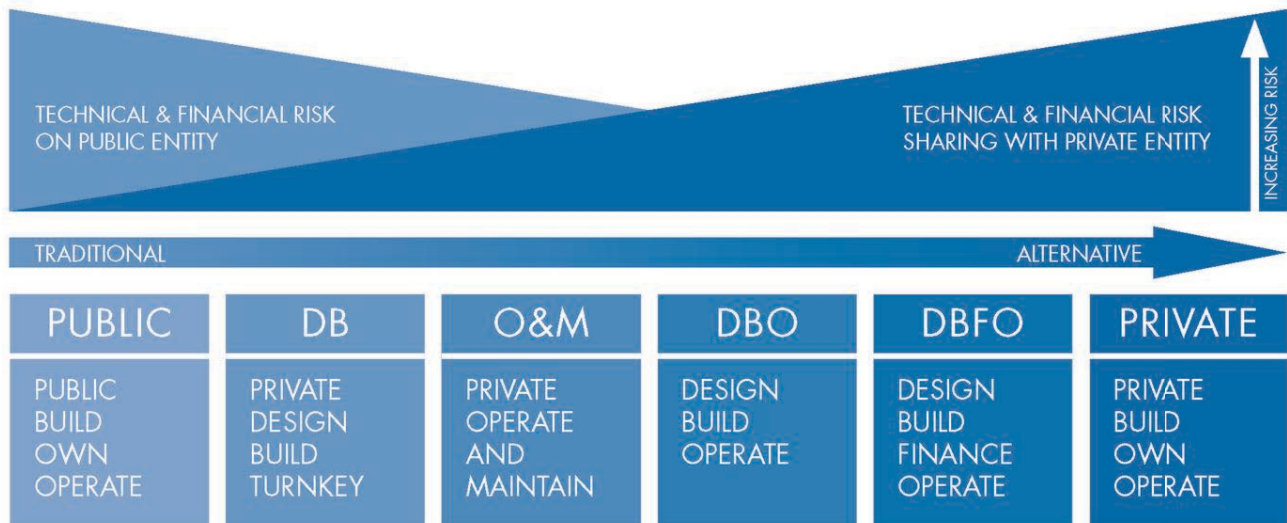 TECHNICAL & FINANCIAL RISK
ON PUBLIC ENTITY
TECHNICAL & FINANCIAL RISK
SHARING WITH PRIVATE ENTITY
INCREASING RISK
TRADITIONAL
ALTERNATIVE
PUBLIC
PUBLIC
BUILD
OWN
OPERATE
DB
PRIVATE
DESIGN
BUILD
TURNKEY
O&M
PRIVATE
OPERATE
AND
MAINTAIN
DBO
DESIGN
BUILD
OPERATE
DBFO
DESIGN
BUILD
FINANCE
OPERATE
PRIVATE
PRIVATE
BUILD
OWN
OPERATE